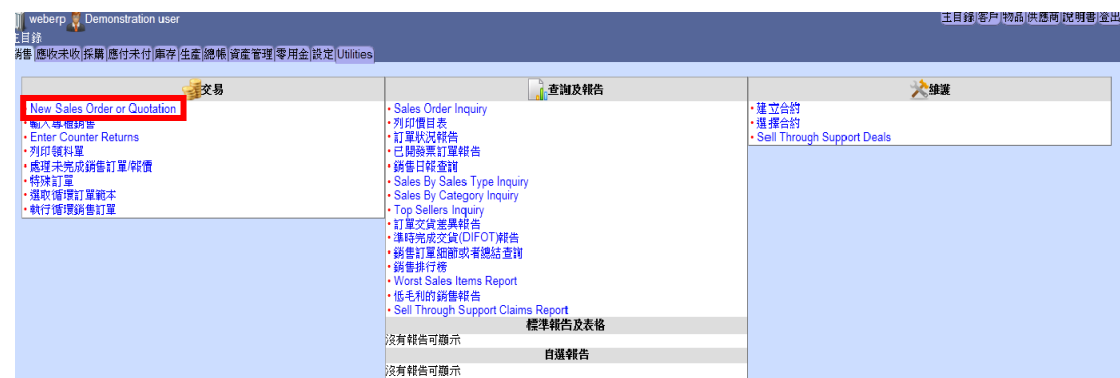 weberp Demonstration user
主目錄 客戶 物品 供應商 說明書 登出
主目錄
銷售 應收未收 採購 應付未付 庫存 生產 總帳 資產管理 零用金 設定 Utilities
交易
New Sales Order or Quotation
輸入專櫃銷售
Enter Counter Returns
列印領料單
處理未完成銷售訂單/報價
特殊訂單
選取循環訂單範本
執行循環銷售訂單
查詢及報告
Sales Order Inquiry
列印價目表
訂單狀況報告
已開發票訂單報告
銷售日報查詢
Sales By Sales Type Inquiry
Sales By Category Inquiry
Top Sellers Inquiry
訂單交貨差異報告
準時完成交貨(DIFOT)報告
銷售訂單細節或者總結查詢
銷售排行榜
Worst Sales Items Report
低毛利的銷售報告
Sell Through Support Claims Report
標準報告及表格
沒有報告可顯示
自選報告
沒有報告可顯示
維護
建立合約
選擇合約
Sell Through Support Deals